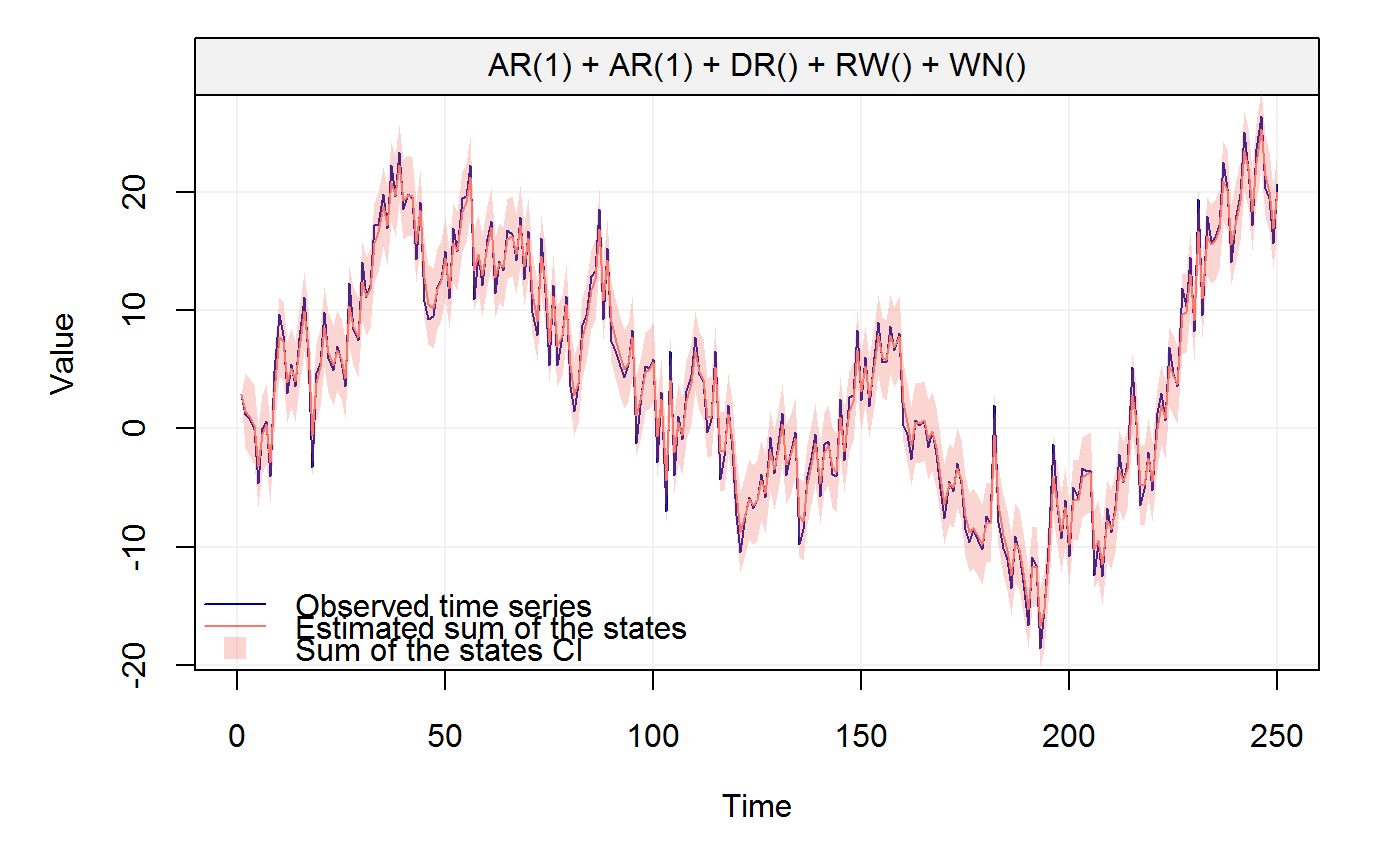 AR(1) + AR(1) + DR() + RW() + WN()
Value
20
10
0
-10
-20
Observed time series
Estimated sum of the states
Sum of the states CI
0 50 100 150 200 250
Time